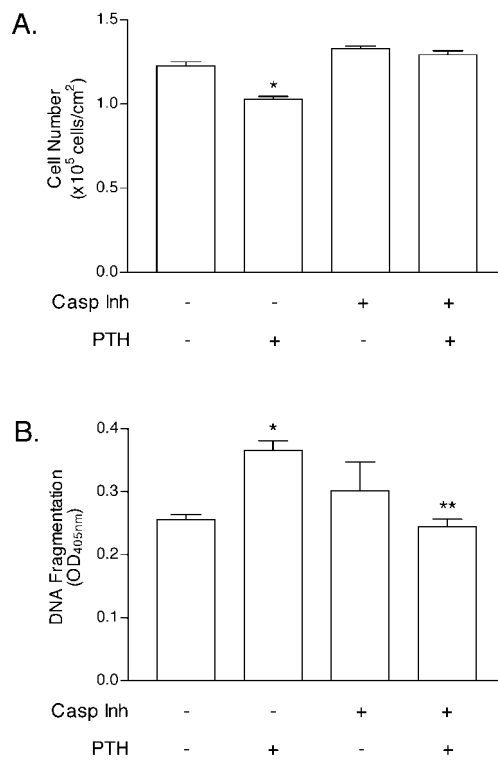 A.
Cell Number
(x10⁵ cells/cm²)
1.5
1.0
1.5
0.0
*
Casp Inh - - + +
PTH - + - +
B.
DNA Fragmentation
(OD₄₀₅ₙₘ)
0.4
0.3
0.2
0.1
0.0
*
**
Casp Inh - - + +
PTH - + - +